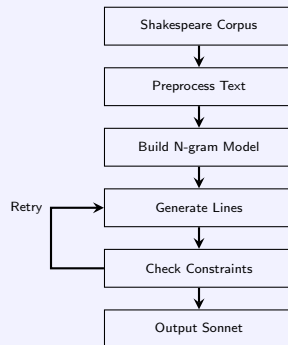 Shakespeare Corpus
Preprocess Text
Build N-gram Model
Retry
Generate Lines
Check Constraints
Output Sonnet